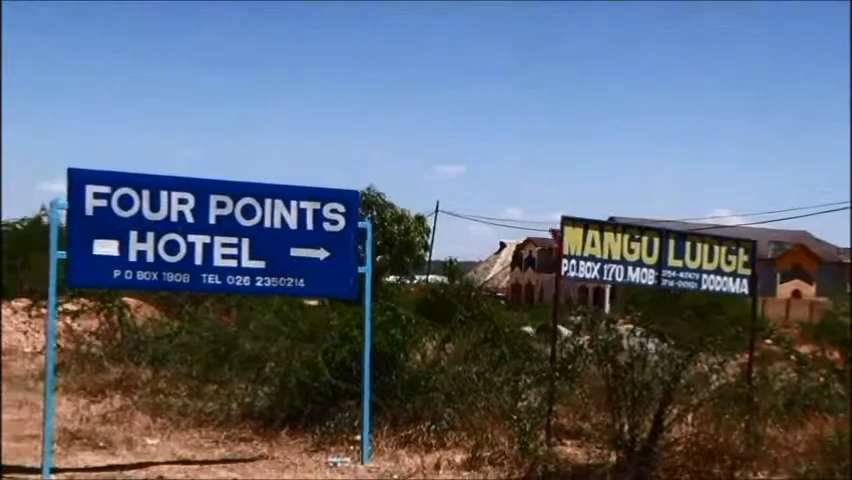 FOUR POINTS
HOTEL
P O BOX 1908 TEL 026 2350214
MANGO LODGE
P.O.BOX 170.MOB: DODOMA